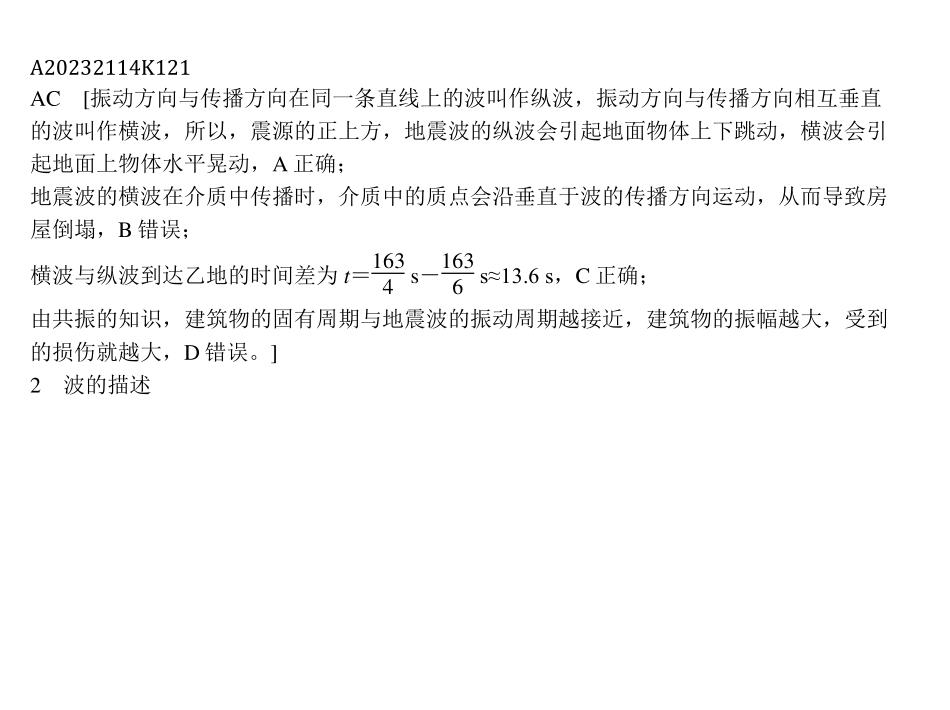 A20232114K121
AC [振动方向与传播方向在同一条直线上的波叫作纵波，振动方向与传播方向相互垂直
的波叫作横波，所以，震源的正上方，地震波的纵波会引起地面物体上下跳动，横波会引
起地面上物体水平晃动，A 正确；
地震波的横波在介质中传播时，介质中的质点会沿垂直于波的传播方向运动，从而导致房
屋倒塌，B 错误；
横波与纵波到达乙地的时间差为 t＝163/4 s－163/6 s≈13.6 s，C 正确；
由共振的知识，建筑物的固有周期与地震波的振动周期越接近，建筑物的振幅越大，受到
的损伤就越大，D 错误。]
2 波的描述